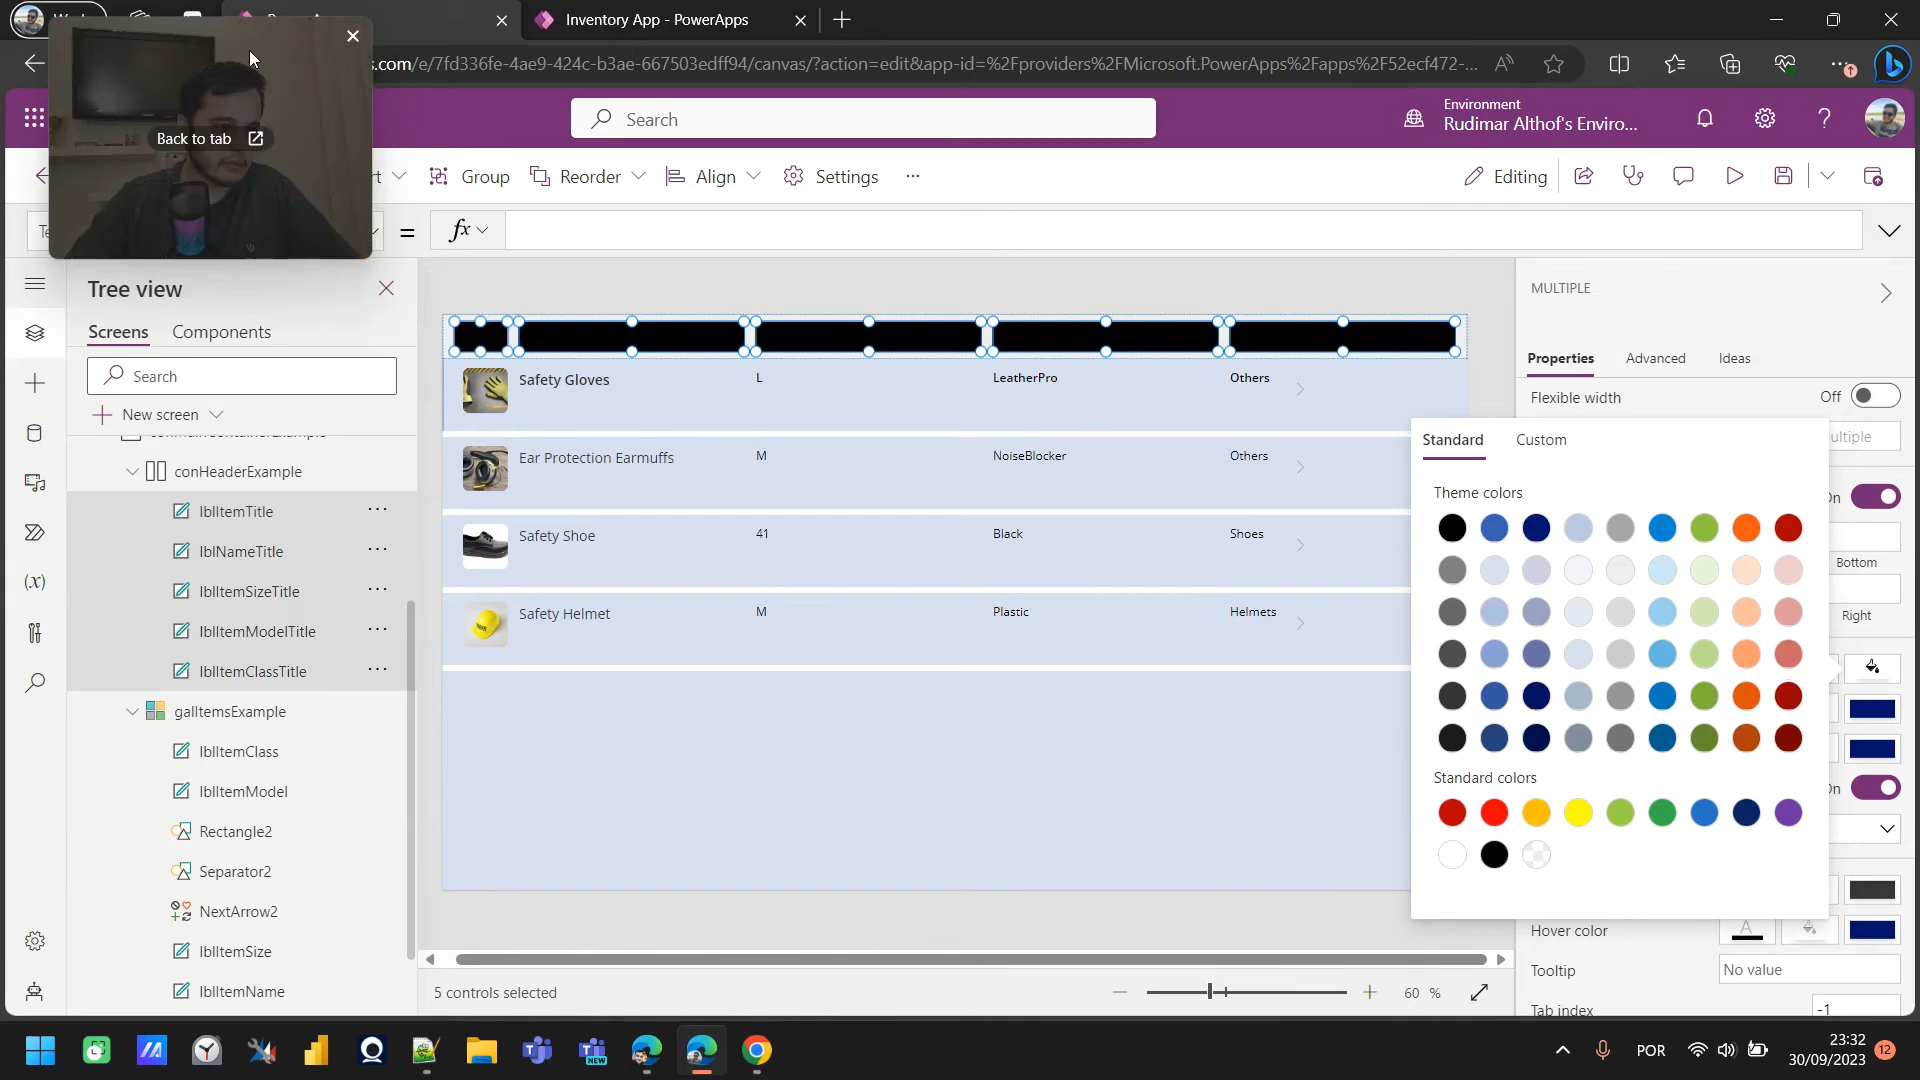 Inventory App - PowerApps
s.com/e/7fd336fe-4ae9-424c-b3ae-667503edff94/canvas/?action=edit&app-id=%2Fproviders%2FMicrosoft.PowerApps%2Fapps%2F52ecf472-...
Back to tab
Search
Environment
Rudimar Althof's Enviro...
Group
Reorder
Align
Settings
Editing
=
fx
Tree view
Screens
Components
Search
New screen
conHeaderExample
lblItemTitle
lblNameTitle
lblItemSizeTitle
lblItemModelTitle
lblItemClassTitle
galItemsExample
lblItemClass
lblItemModel
Rectangle2
Separator2
NextArrow2
lblItemSize
lblItemName
Safety Gloves L LeatherPro Others
Ear Protection Earmuffs M NoiseBlocker Others
Safety Shoe 41 Black Shoes
Safety Helmet M Plastic Helmets
5 controls selected
60 %
MULTIPLE
Properties
Advanced
Ideas
Flexible width
Off
Standard
Custom
Theme colors
Standard colors
Bottom
Right
Hover color
Tooltip
No value
Tab index
-1
NEW
POR
23:32
30/09/2023
12